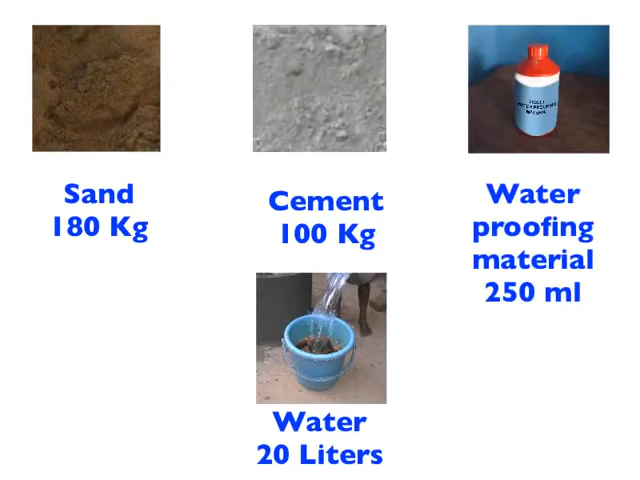 Sand
180 Kg
Cement
100 Kg
Water
proofing
material
250 ml
Water
20 Liters